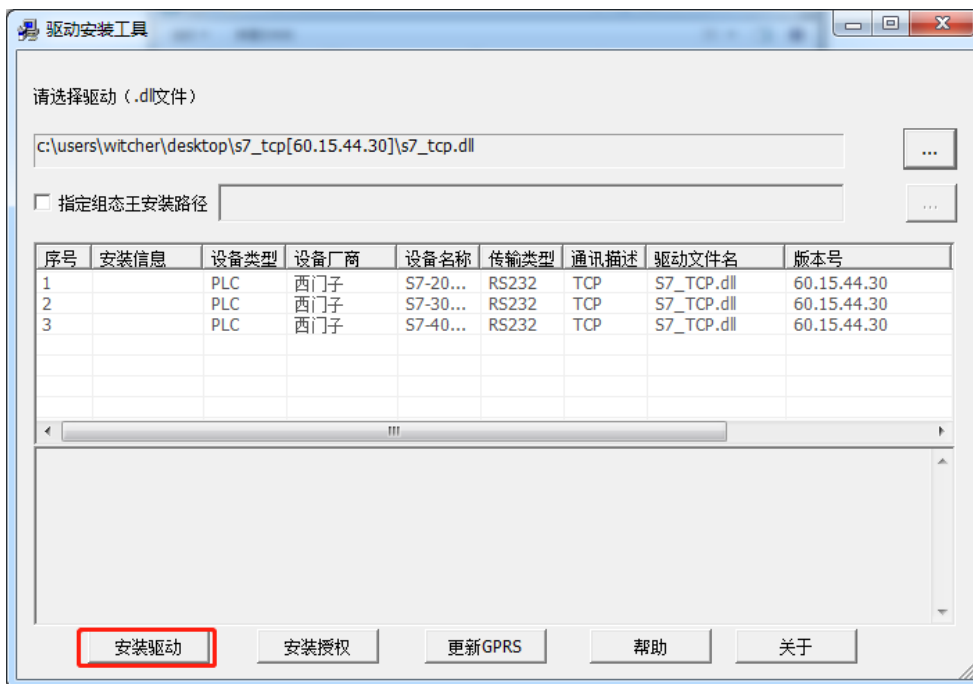 驱动安装工具
请选择驱动（.dll文件）
c:\users\witcher\desktop\s7_tcp[60.15.44.30]\s7_tcp.dll
...
指定组态王安装路径
...
序号 安装信息 设备类型 设备厂商 设备名称 传输类型 通讯描述 驱动文件名 版本号
1 PLC 西门子 S7-20... RS232 TCP S7_TCP.dll 60.15.44.30
2 PLC 西门子 S7-30... RS232 TCP S7_TCP.dll 60.15.44.30
3 PLC 西门子 S7-40... RS232 TCP S7_TCP.dll 60.15.44.30
安装驱动 安装授权 更新GPRS 帮助 关于